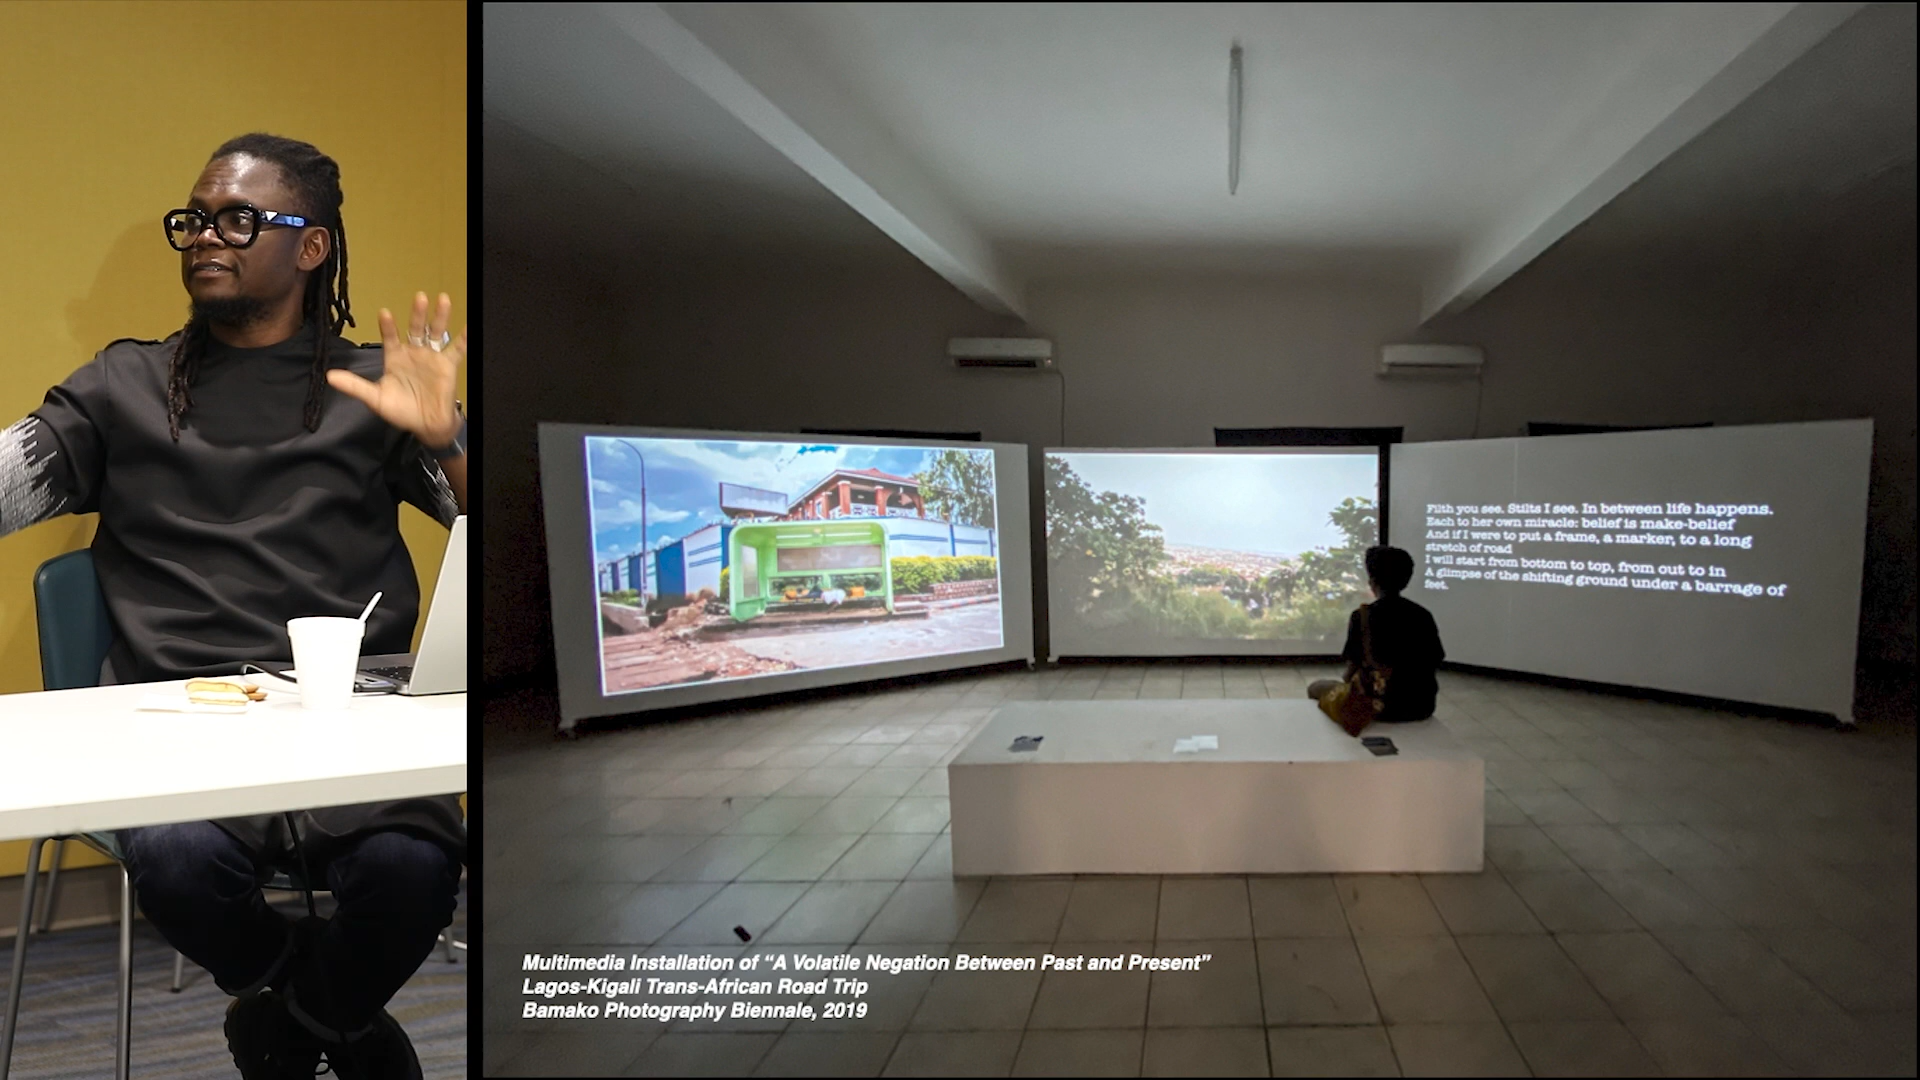 Filth you see. Stilts I see. In between life happens.
Each to her own miracle: belief is make-belief
And if I were to put a frame, a marker, to a long
stretch of road
I will start from bottom to top, from out to in
A glimpse of the shifting ground under a barrage of
feet.
Multimedia Installation of “A Volatile Negation Between Past and Present”
Lagos-Kigali Trans-African Road Trip
Bamako Photography Biennale, 2019